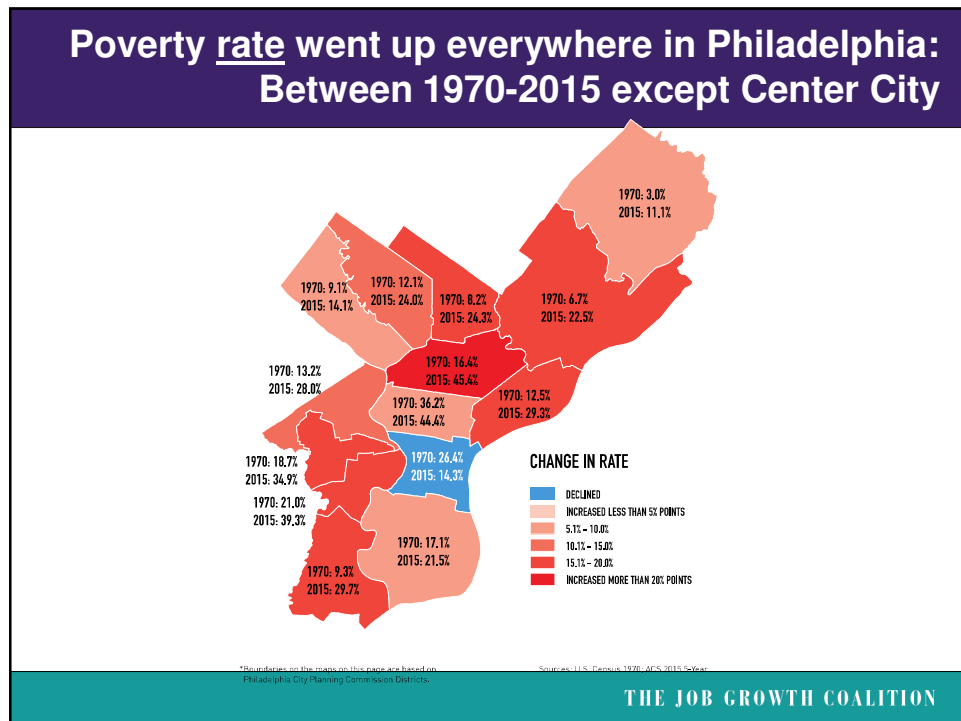 Poverty rate went up everywhere in Philadelphia:
Between 1970-2015 except Center City
1970: 3.0%
2015: 11.1%
1970: 9.1%
2015: 14.1%
1970: 12.1%
2015: 24.0%
1970: 8.2%
2015: 24.3%
1970: 6.7%
2015: 22.5%
1970: 13.2%
2015: 28.0%
1970: 16.4%
2015: 45.4%
1970: 36.2%
2015: 44.4%
1970: 12.5%
2015: 29.3%
1970: 18.7%
2015: 34.9%
1970: 26.4%
2015: 14.3%
1970: 21.0%
2015: 39.3%
1970: 17.1%
2015: 21.5%
1970: 9.3%
2015: 29.7%
CHANGE IN RATE
DECLINED
INCREASED LESS THAN 5% POINTS
5.1% – 10.0%
10.1% – 15.0%
15.1% – 20.0%
INCREASED MORE THAN 20% POINTS
*Boundaries on the maps on this page are based on
Philadelphia City Planning Commission Districts.
Sources: U.S. Census 1970; ACS 2015 5-Year
THE JOB GROWTH COALITION